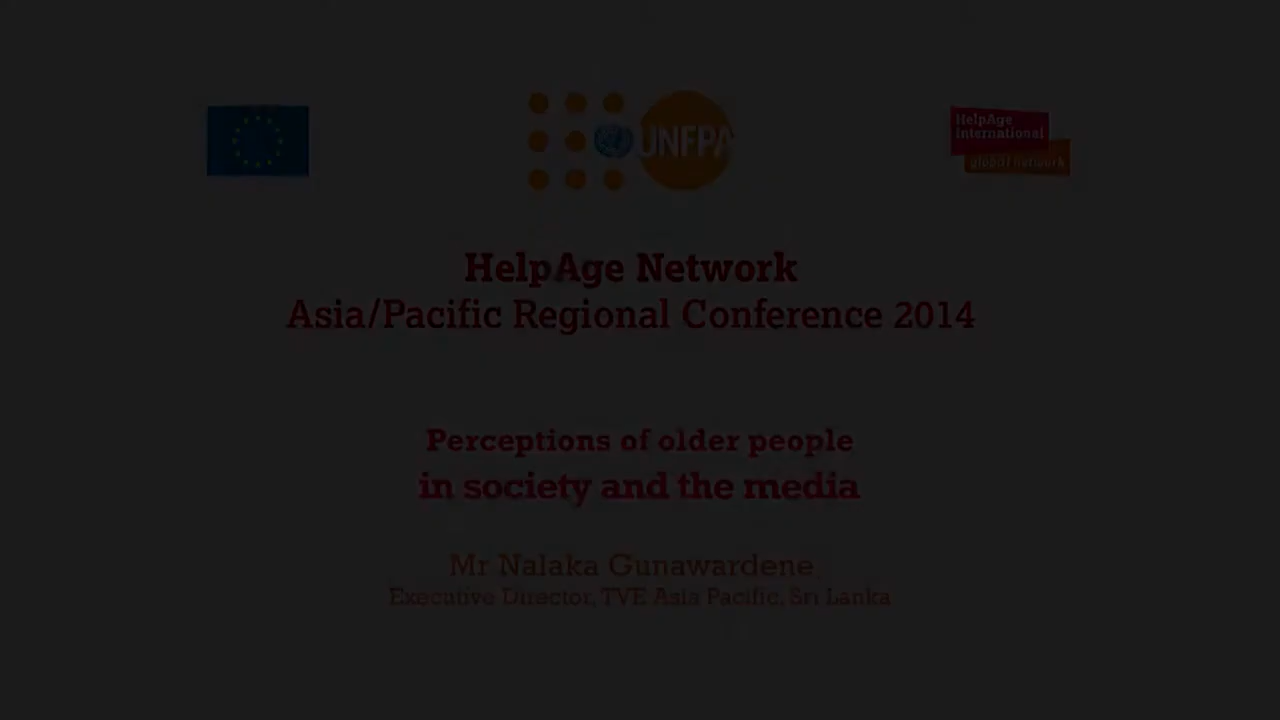 UNFPA
HelpAge
International
global network
HelpAge Network
Asia/Pacific Regional Conference 2014
Perceptions of older people
in society and the media
Mr Nalaka Gunawardene
Executive Director, TVE Asia Pacific, Sri Lanka